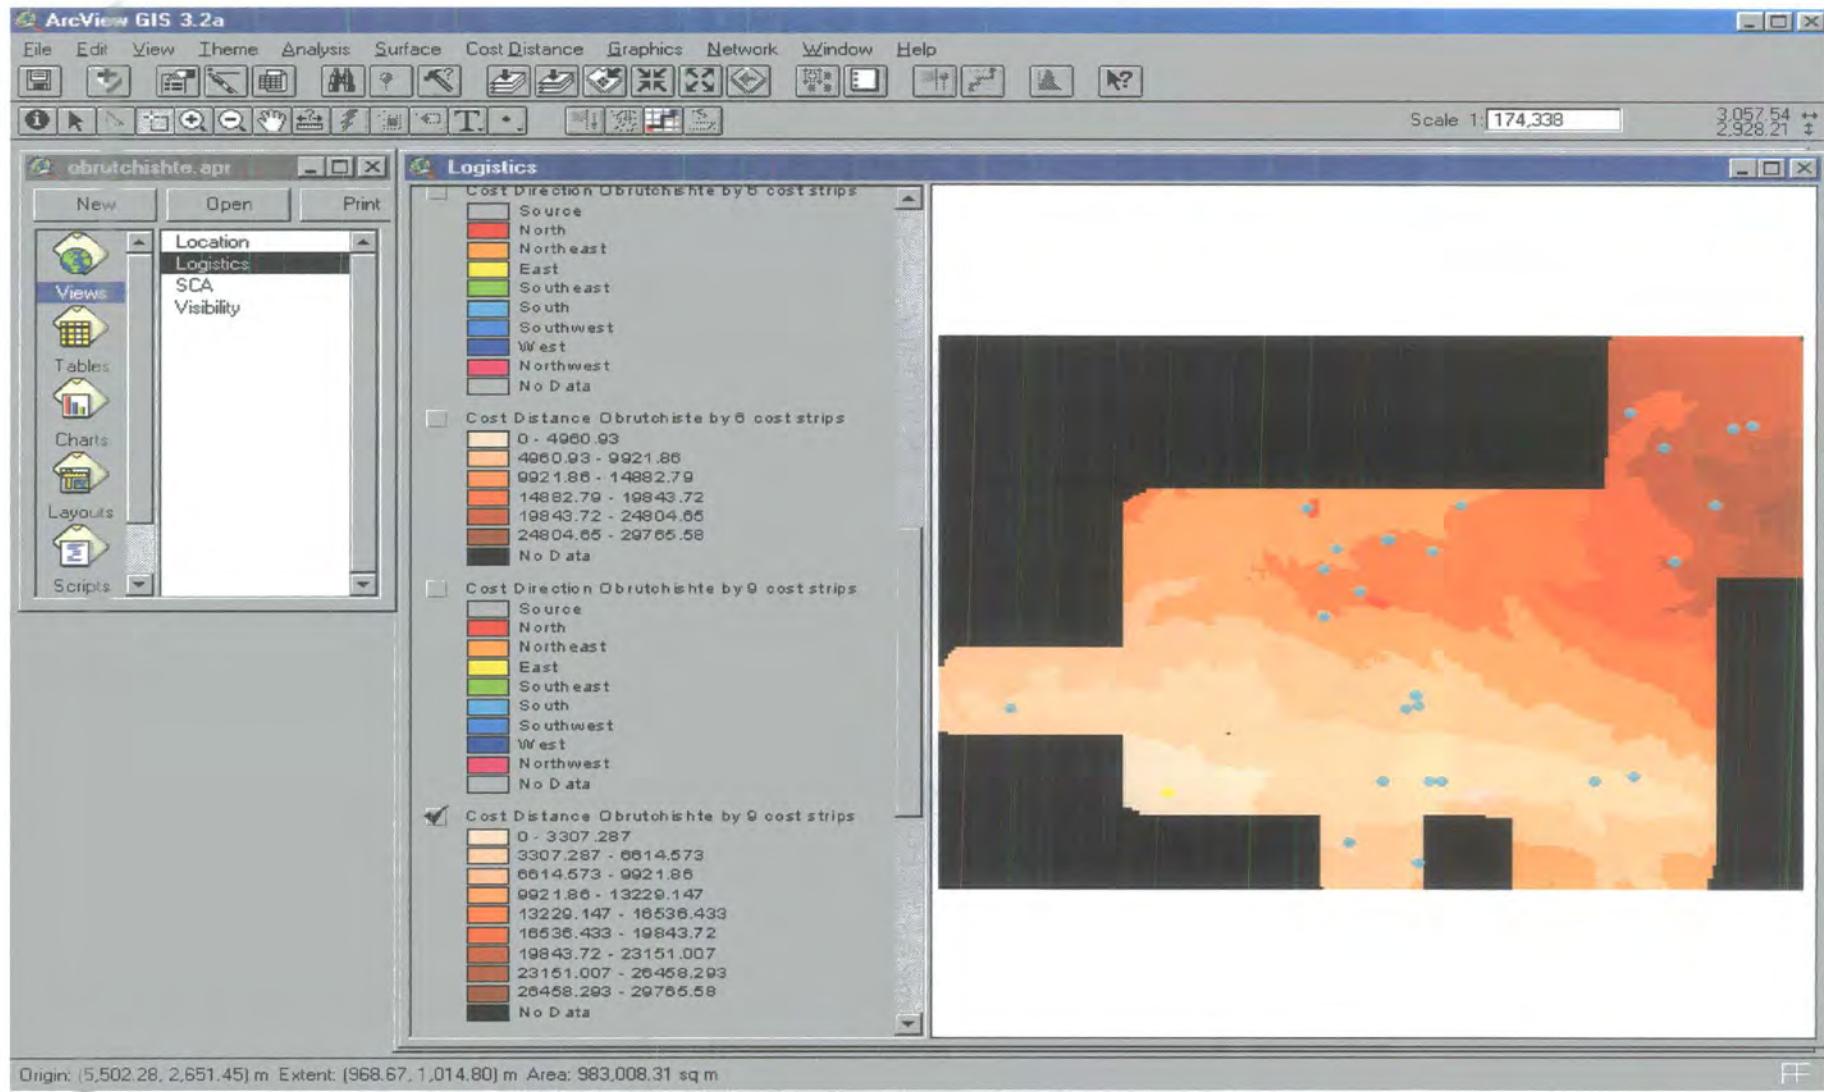 ArcView GIS 3.2a
File Edit View Theme Analysis Surface Cost Distance Graphics Network Window Help
Scale 1: 174,338
3,057.54
2,928.21
obrutchishte.apr
New Open Print
Views
Tables
Charts
Layouts
Scripts
Location
Logistics
SCA
Visibility
Logistics
Cost Direction Obrutchishte by 6 cost strips
Source
North
Northeast
East
Southeast
South
Southwest
West
Northwest
No Data
Cost Distance Obrutchiste by 6 cost strips
0 - 4960.93
4960.93 - 9921.86
9921.86 - 14882.79
14882.79 - 19843.72
19843.72 - 24804.65
24804.65 - 29765.58
No Data
Cost Direction Obrutchishte by 9 cost strips
Source
North
Northeast
East
Southeast
South
Southwest
West
Northwest
No Data
Cost Distance Obrutchishte by 9 cost strips
0 - 3307.287
3307.287 - 6614.573
6614.573 - 9921.86
9921.86 - 13229.147
13229.147 - 16536.433
16536.433 - 19843.72
19843.72 - 23151.007
23151.007 - 26458.293
26458.293 - 29765.58
No Data
Origin: (5,502.28, 2,651.45) m Extent: (968.67, 1,014.80) m Area: 983,008.31 sq m